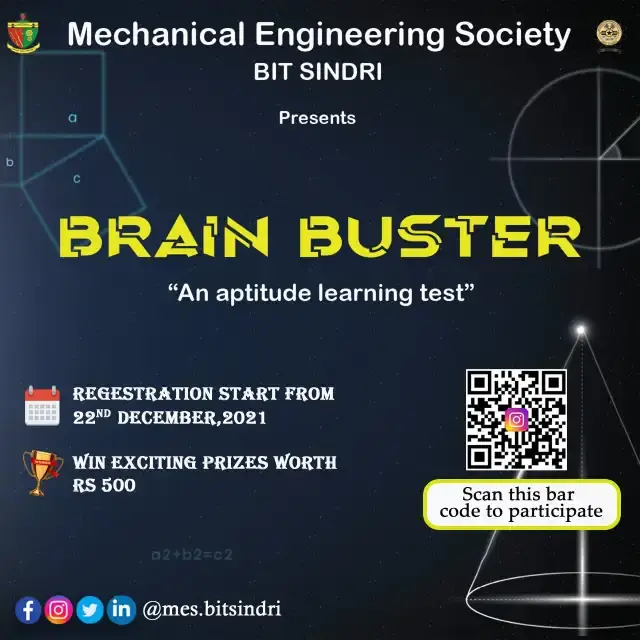 Mechanical Engineering Society
BIT SINDRI
Presents
a
b
c
BRAIN BUSTER
“An aptitude learning test”
REGESTRATION START FROM
22ND DECEMBER,2021
WIN EXCITING PRIZES WORTH
RS 500
Scan this bar
code to participate
a2+b2=c2
@mes.bitsindri